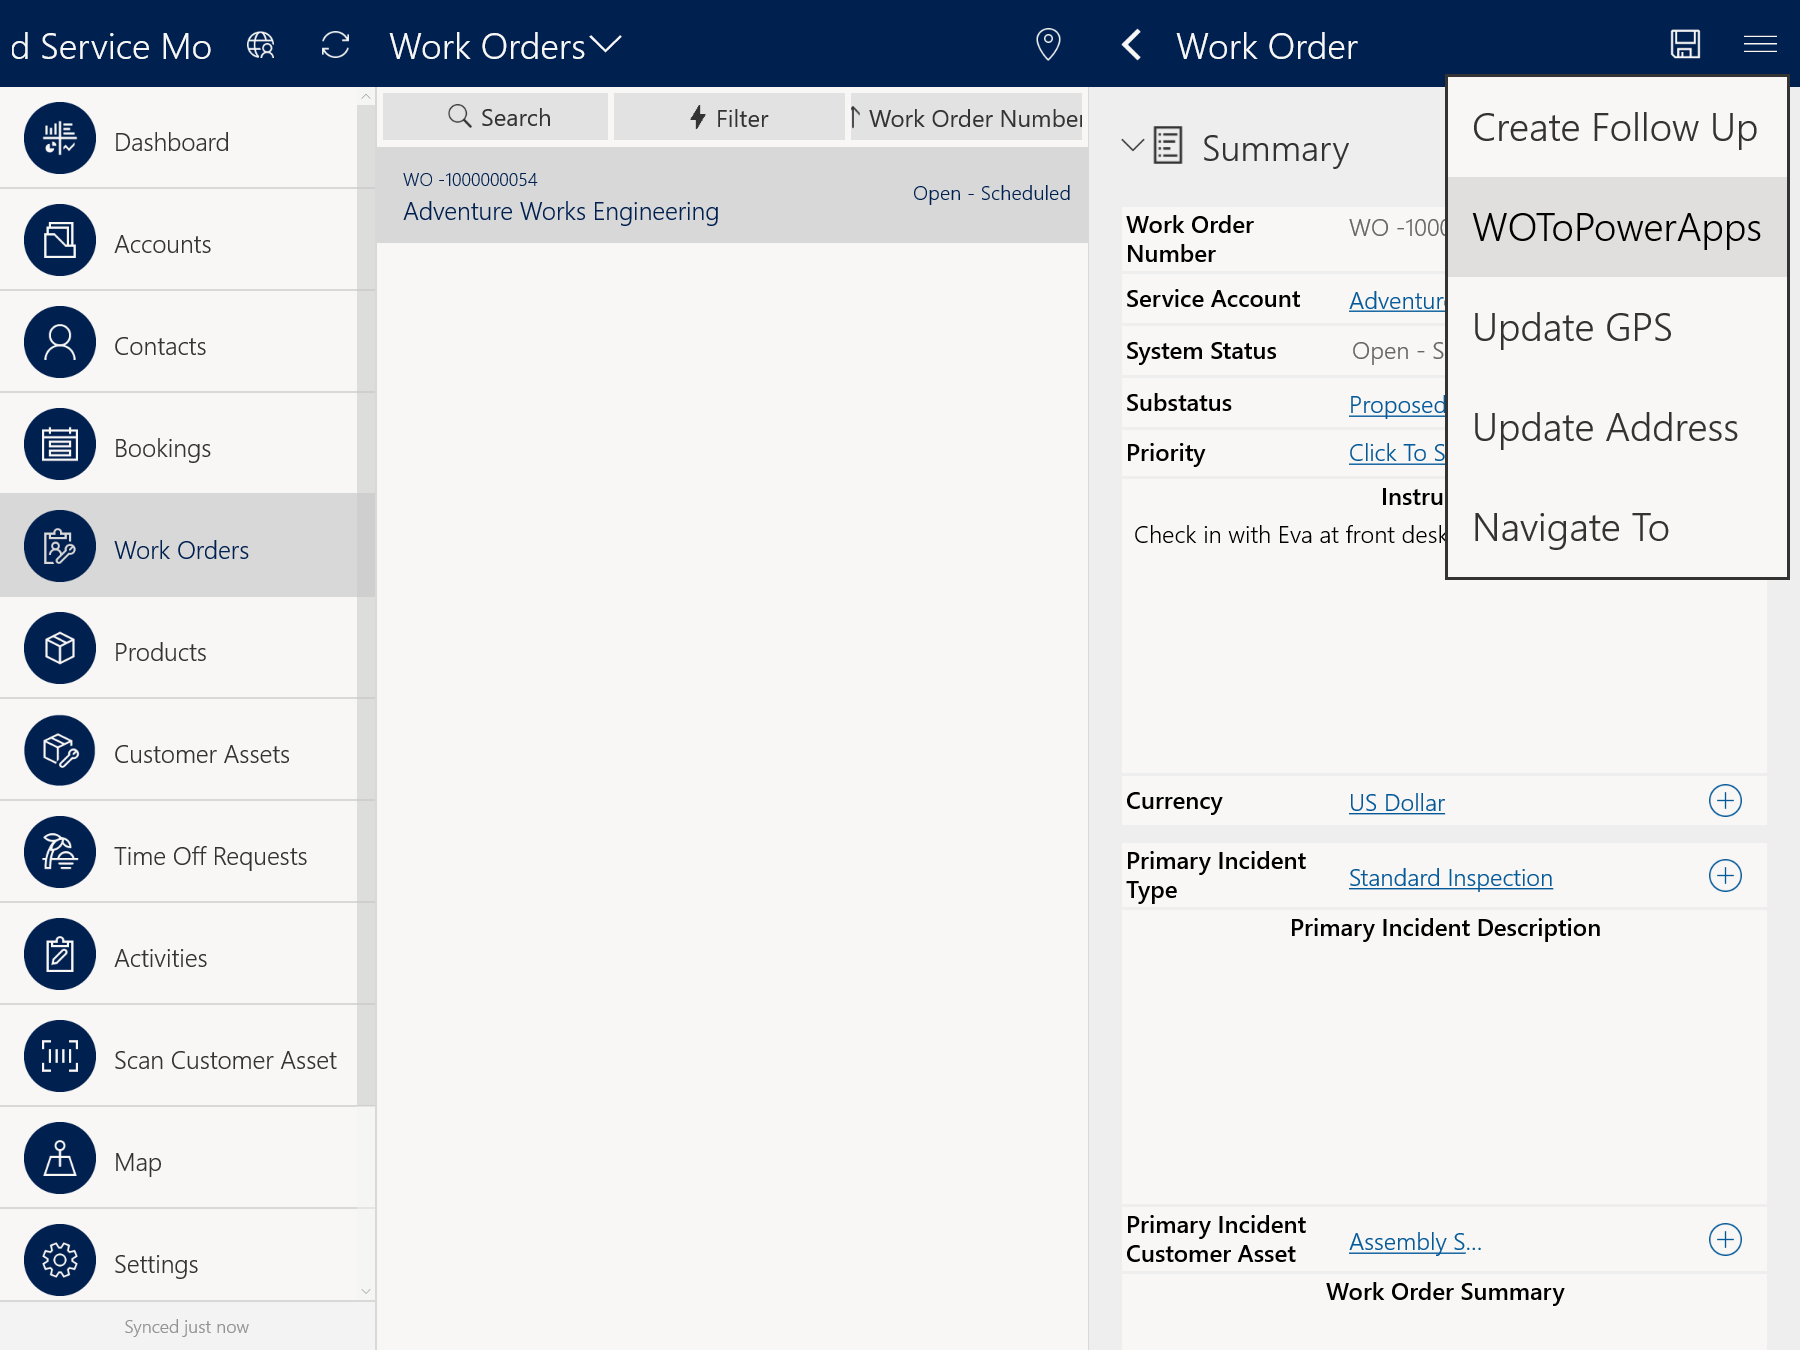 d Service Mo
Work Orders
Work Order
Dashboard
Accounts
Contacts
Bookings
Work Orders
Products
Customer Assets
Time Off Requests
Activities
Scan Customer Asset
Map
Settings
Synced just now
Search
Filter
Work Order Number
WO -1000000054
Adventure Works Engineering
Open - Scheduled
Summary
Work Order
Number
WO -100
Service Account
Adventur
System Status
Open - S
Substatus
Proposed
Priority
Click To S
Instru
Check in with Eva at front desk
Currency
US Dollar
Primary Incident
Type
Standard Inspection
Primary Incident Description
Primary Incident
Customer Asset
Assembly S...
Work Order Summary
Create Follow Up
WOToPowerApps
Update GPS
Update Address
Navigate To